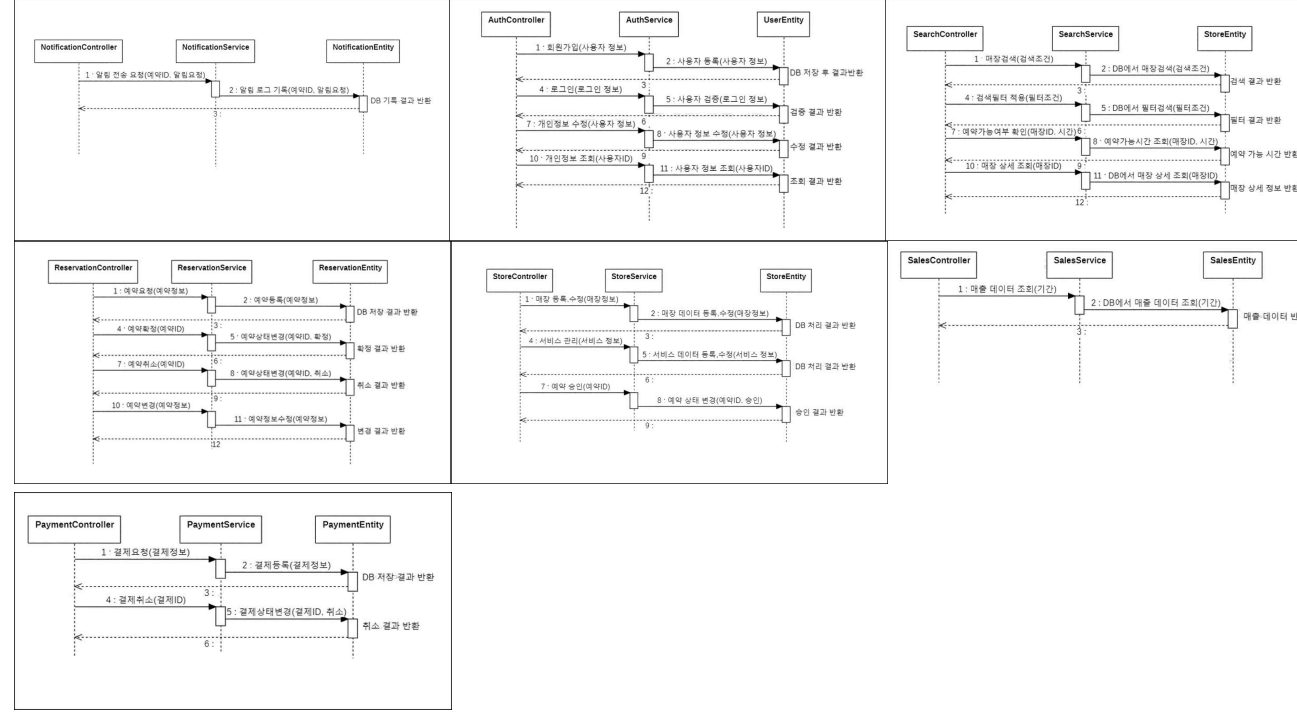 NotificationController NotificationService NotificationEntity
1 : 알림 전송 요청(예약ID, 알림요청)
2 : 알림 로그 기록(예약ID, 알림요청)
DB 기록 결과 반환
3 :
AuthController AuthService UserEntity
1 : 회원가입(사용자 정보)
2 : 사용자 등록(사용자 정보)
DB 저장 후 결과반환
3
4 : 로그인(로그인 정보)
5 : 사용자 검증(로그인 정보)
검증 결과 반환
6
7 : 개인정보 수정(사용자 정보)
8 : 사용자 정보 수정(사용자 정보)
수정 결과 반환
9
10 : 개인정보 조회(사용자ID)
11 : 사용자 정보 조회(사용자ID)
조회 결과 반환
12 :
SearchController SearchService StoreEntity
1 : 매장검색(검색조건)
2 : DB에서 매장검색(검색조건)
검색 결과 반환
3
4 : 검색필터 적용(필터조건)
5 : DB에서 필터검색(필터조건)
필터 결과 반환
6 :
7 : 예약가능여부 확인(매장ID, 시간)
8 : 예약가능시간 조회(매장ID, 시간)
예약 가능 시간 반환
9 :
10 : 매장 상세 조회(매장ID)
11 : DB에서 매장 상세 조회(매장ID)
매장 상세 정보 반환
12 :
ReservationController ReservationService ReservationEntity
1 : 예약요청(예약정보)
2 : 예약등록(예약정보)
DB 저장 결과 반환
3 :
4 : 예약확정(예약ID)
5 : 예약상태변경(예약ID, 확정)
확정 결과 반환
6 :
7 : 예약취소(예약ID)
8 : 예약상태변경(예약ID, 취소)
취소 결과 반환
9 :
10 : 예약변경(예약정보)
11 : 예약정보수정(예약정보)
변경 결과 반환
12
StoreController StoreService StoreEntity
1 : 매장 등록,수정(매장정보)
2 : 매장 데이터 등록,수정(매장정보)
DB 처리 결과 반환
3 :
4 : 서비스 관리(서비스 정보)
5 : 서비스 데이터 등록,수정(서비스 정보)
DB 처리 결과 반환
6 :
7 : 예약 승인(예약ID)
8 : 예약 상태 변경(예약ID, 승인)
승인 결과 반환
9 :
SalesController SalesService SalesEntity
1 : 매출 데이터 조회(기간)
2 : DB에서 매출 데이터 조회(기간)
매출 데이터 반
3
PaymentController PaymentService PaymentEntity
1 : 결제요청(결제정보)
2 : 결제등록(결제정보)
DB 저장 결과 반환
3 :
4 : 결제취소(결제ID)
5 : 결제상태변경(결제ID, 취소)
취소 결과 반환
6 :